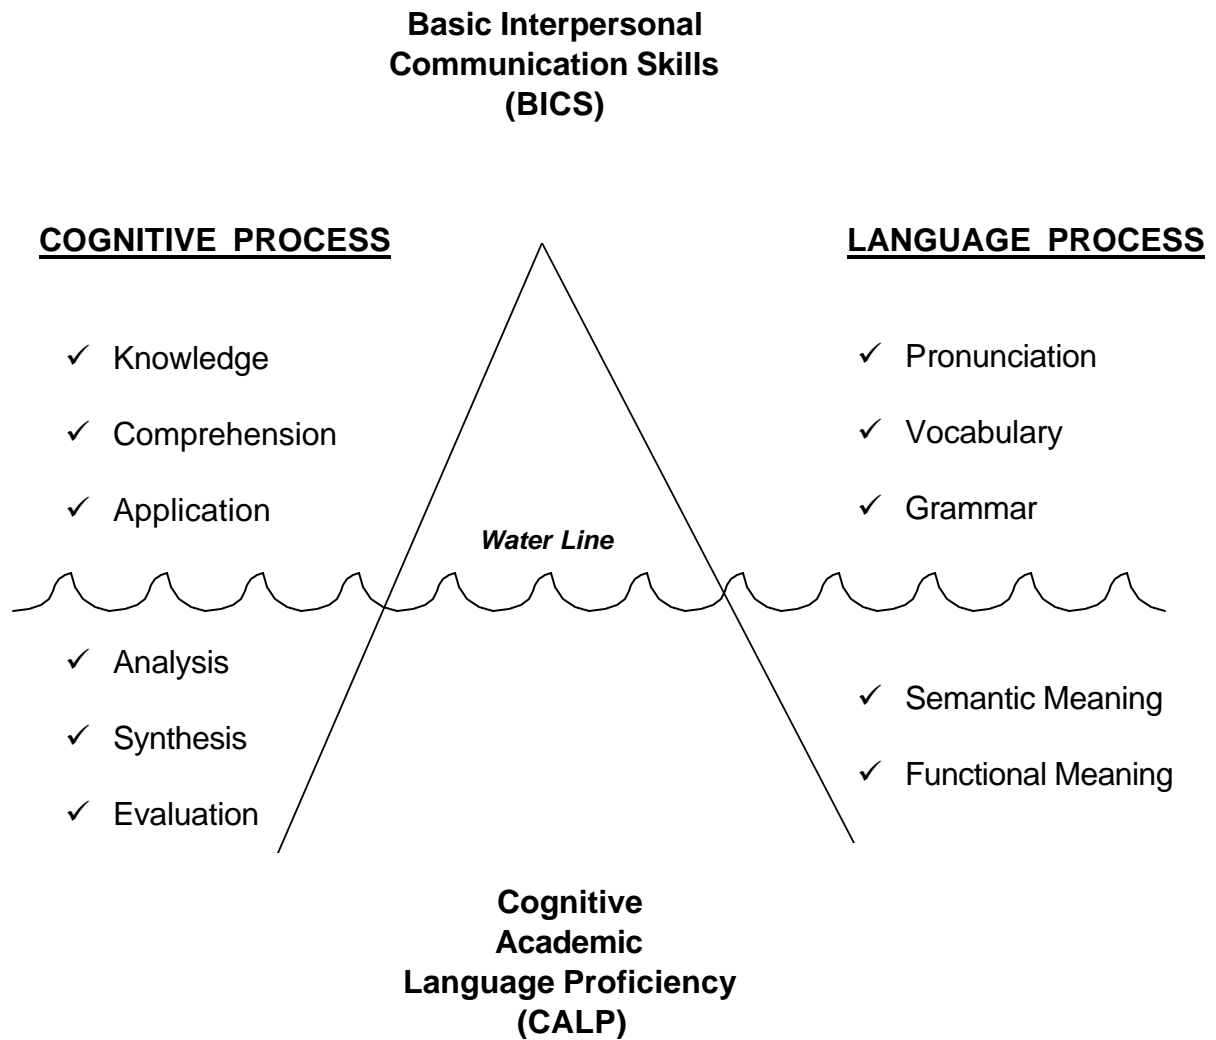 Basic Interpersonal
Communication Skills
(BICS)
COGNITIVE PROCESS
LANGUAGE PROCESS
✓ Knowledge
✓ Pronunciation
✓ Comprehension
✓ Vocabulary
✓ Application
✓ Grammar
Water Line
✓ Analysis
✓ Semantic Meaning
✓ Synthesis
✓ Functional Meaning
✓ Evaluation
Cognitive
Academic
Language Proficiency
(CALP)